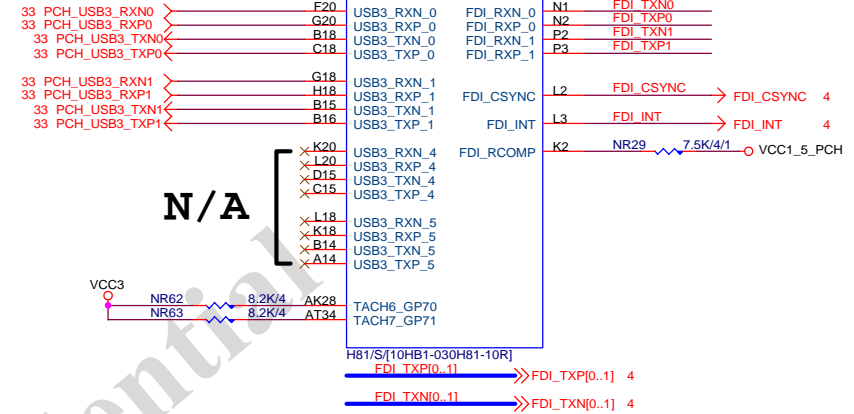 33 PCH_USB3_RXN0 F20 USB3_RXN_0 FDI_RXN_0 N1 FDI_TXN0
33 PCH_USB3_RXP0 G20 USB3_RXP_0 FDI_RXP_0 N2 FDI_TXP0
33 PCH_USB3_TXN0 B18 USB3_TXN_0 FDI_RXN_1 P2 FDI_TXN1
33 PCH_USB3_TXP0 C18 USB3_TXP_0 FDI_RXP_1 P3 FDI_TXP1
33 PCH_USB3_RXN1 G18 USB3_RXN_1
33 PCH_USB3_RXP1 H18 USB3_RXP_1 FDI_CSYNC L2 FDI_CSYNC FDI_CSYNC 4
33 PCH_USB3_TXN1 B15 USB3_TXN_1
33 PCH_USB3_TXP1 B16 USB3_TXP_1 FDI_INT L3 FDI_INT FDI_INT 4
K20 USB3_RXN_4 FDI_RCOMP K2 NR29 7.5K/4/1 VCC1_5_PCH
L20 USB3_RXP_4
D15 USB3_TXN_4
C15 USB3_TXP_4
N/A
L18 USB3_RXN_5
K18 USB3_RXP_5
B14 USB3_TXN_5
A14 USB3_TXP_5
VCC3
NR62 8.2K/4 AK28 TACH6_GP70
NR63 8.2K/4 AT34 TACH7_GP71
H81/S/[10HB1-030H81-10R]
FDI_TXP[0..1] FDI_TXP[0..1] 4
FDI_TXN[0..1] FDI_TXN[0..1] 4
ential